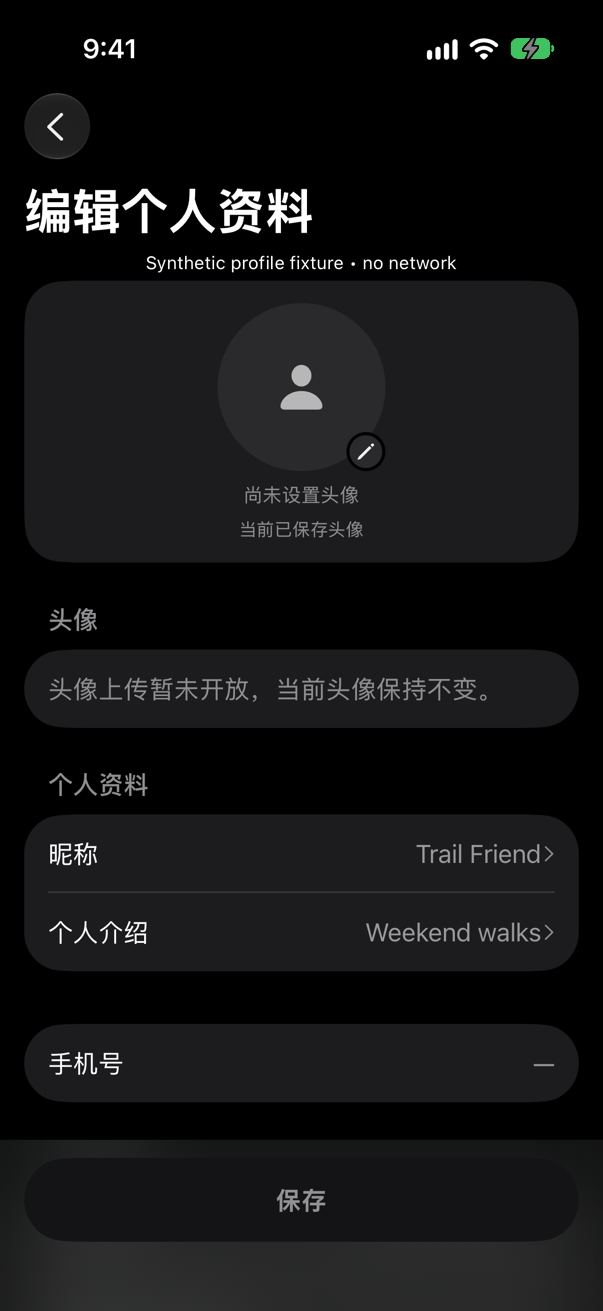 9:41
编辑个人资料
Synthetic profile fixture • no network
尚未设置头像
当前已保存头像
头像
头像上传暂未开放，当前头像保持不变。
个人资料
昵称 Trail Friend
个人介绍 Weekend walks
手机号 —
保存